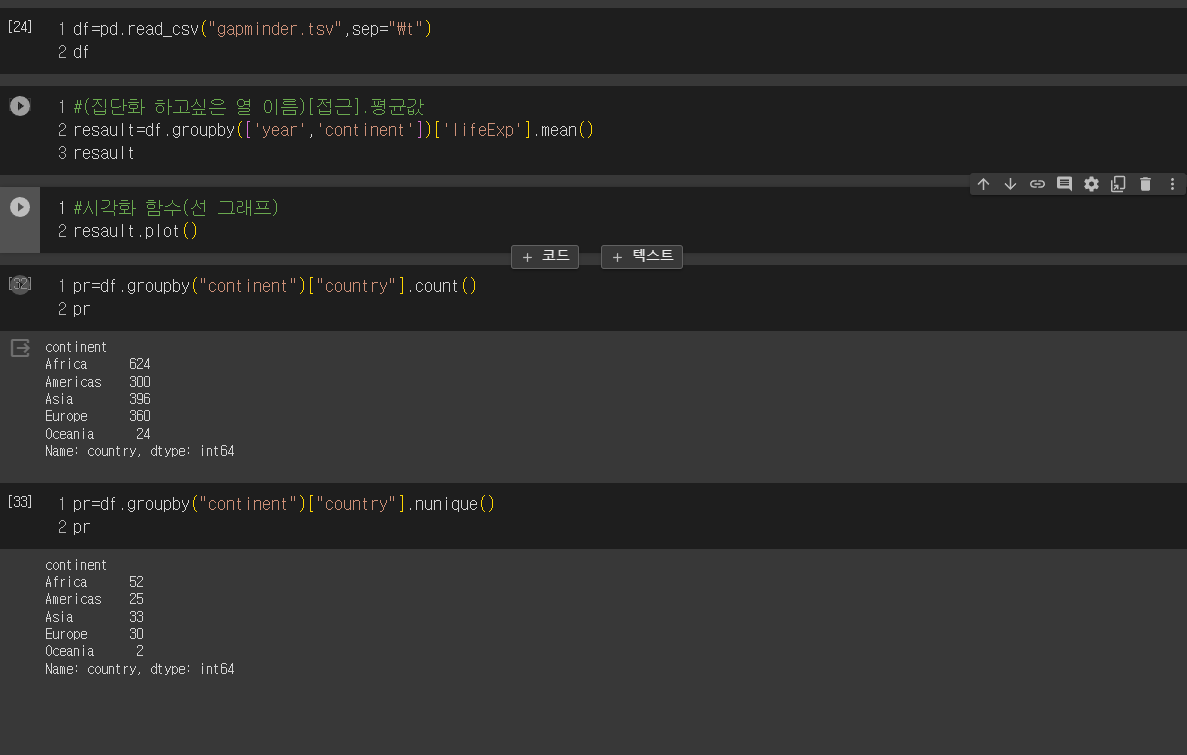 [24] 1 df=pd.read_csv("gapminder.tsv",sep="₩t")
2 df
1 #(집단화 하고싶은 열 이름)[접근].평균값
2 resault=df.groupby(['year','continent'])['lifeExp'].mean()
3 resault
1 #시각화 함수(선 그래프)
2 resault.plot()
+ 코드 + 텍스트
[32] 1 pr=df.groupby("continent")["country"].count()
2 pr
continent
Africa 624
Americas 300
Asia 396
Europe 360
Oceania 24
Name: country, dtype: int64
[33] 1 pr=df.groupby("continent")["country"].nunique()
2 pr
continent
Africa 52
Americas 25
Asia 33
Europe 30
Oceania 2
Name: country, dtype: int64